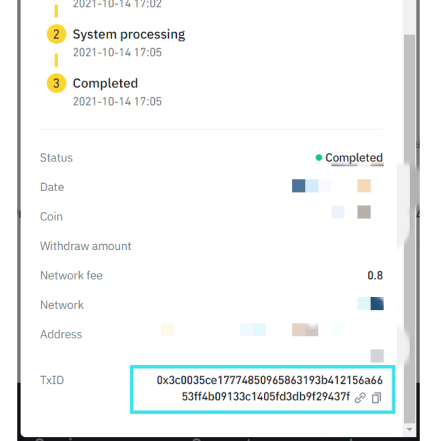 2021-10-14 17:02
2
System processing
2021-10-14 17:05
3
Completed
2021-10-14 17:05
Status Completed
Date
Coin
Withdraw amount
Network fee 0.8
Network
Address
TxID 0x3c0035ce17774850965863193b412156a66
53ff4b09133c1405fd3db9f29437f